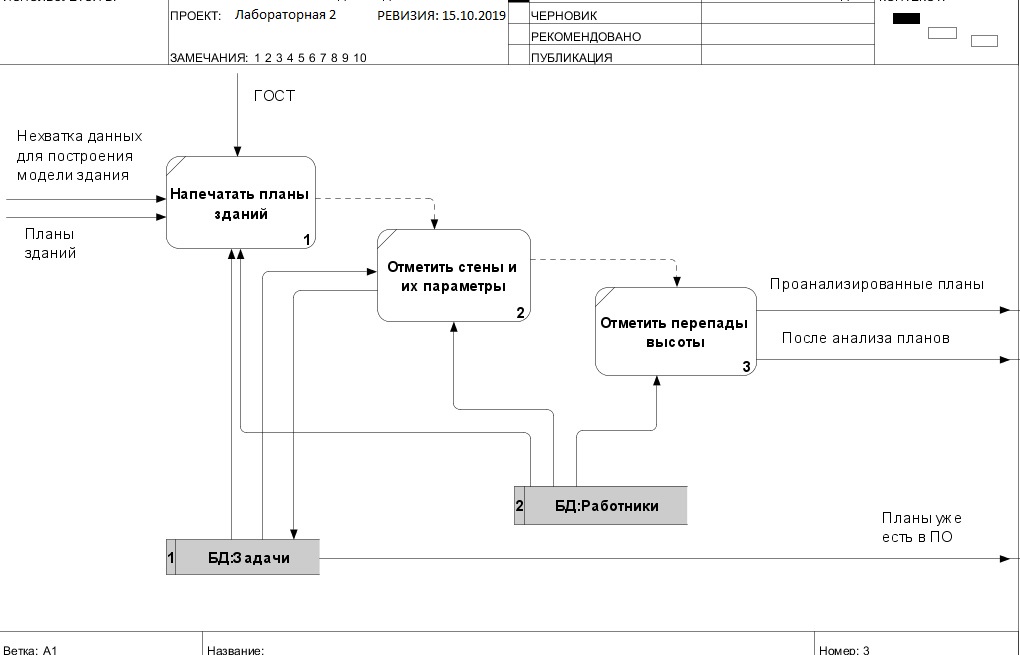 ПРОЕКТ: Лабораторная 2
РЕВИЗИЯ: 15.10.2019
ЧЕРНОВИК
РЕКОМЕНДОВАНО
ЗАМЕЧАНИЯ: 1 2 3 4 5 6 7 8 9 10
ПУБЛИКАЦИЯ
ГОСТ
Нехватка данных
для построения
модели здания
Планы
зданий
Напечатать планы
зданий
1
Отметить стены и
их параметры
2
Отметить перепады
высоты
3
Проанализированные планы
После анализа планов
2 БД:Работники
Планы уже
есть в ПО
1 БД:Задачи
Ветка: А1
Название:
Номер: 3